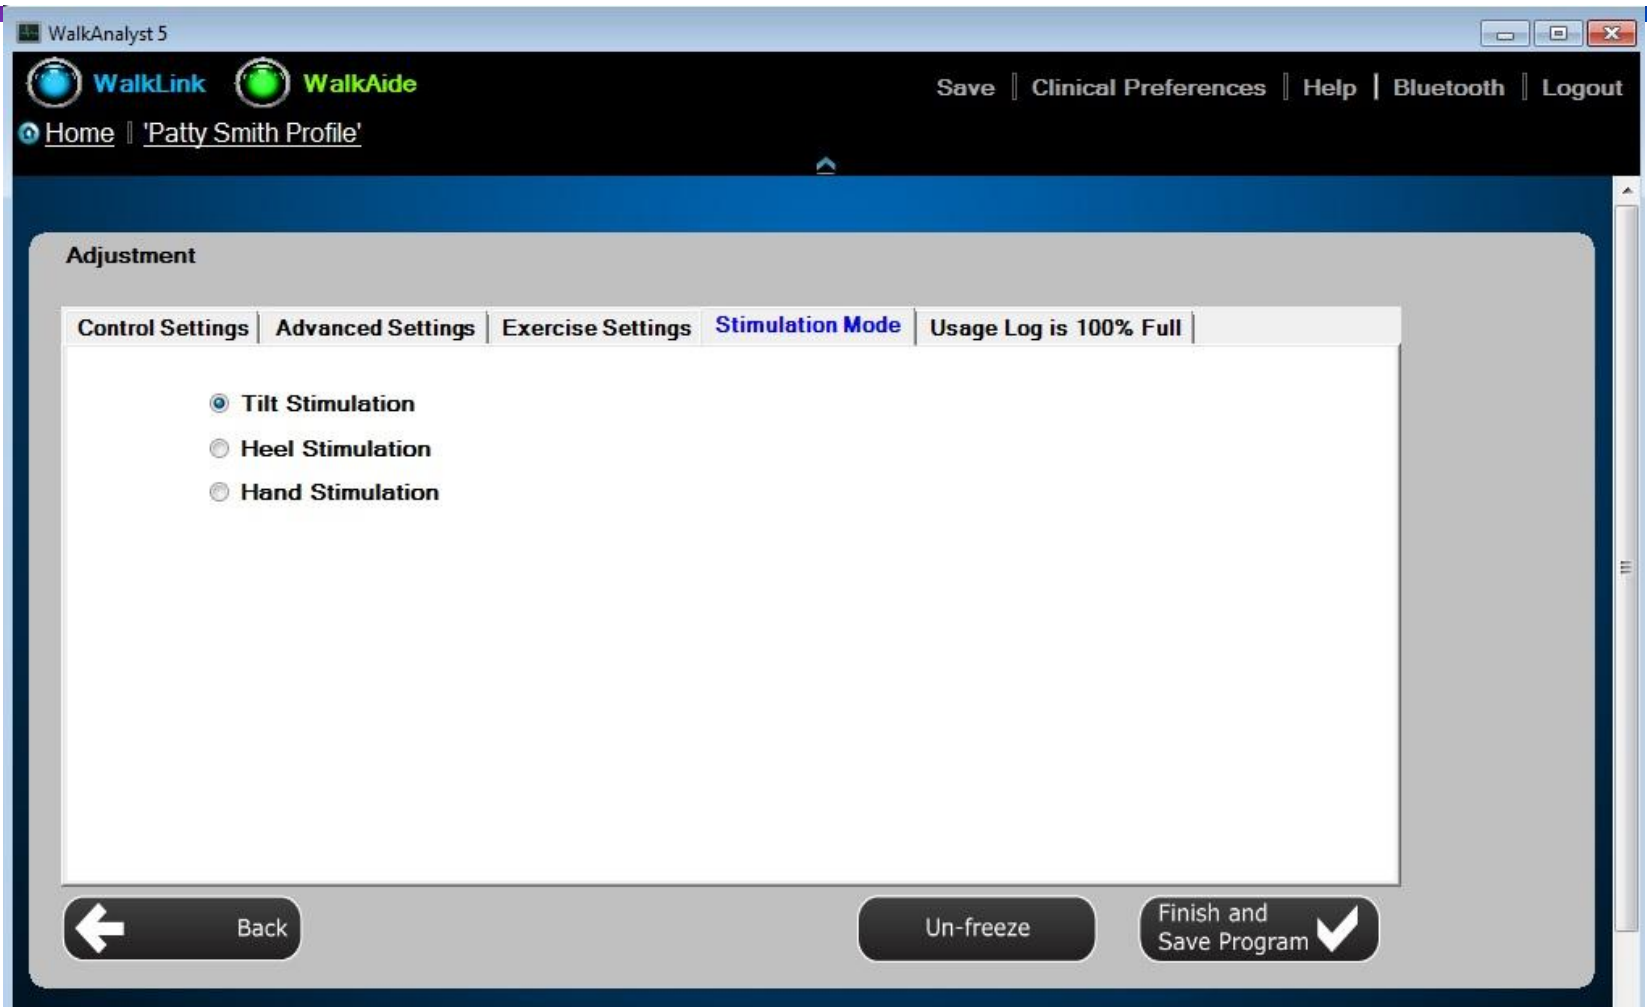 WalkAnalyst 5
WalkLink WalkAide
Save Clinical Preferences Help Bluetooth Logout
Home 'Patty Smith Profile'
Adjustment
Control Settings Advanced Settings Exercise Settings Stimulation Mode Usage Log is 100% Full
Tilt Stimulation
Heel Stimulation
Hand Stimulation
Back
Un-freeze
Finish and
Save Program